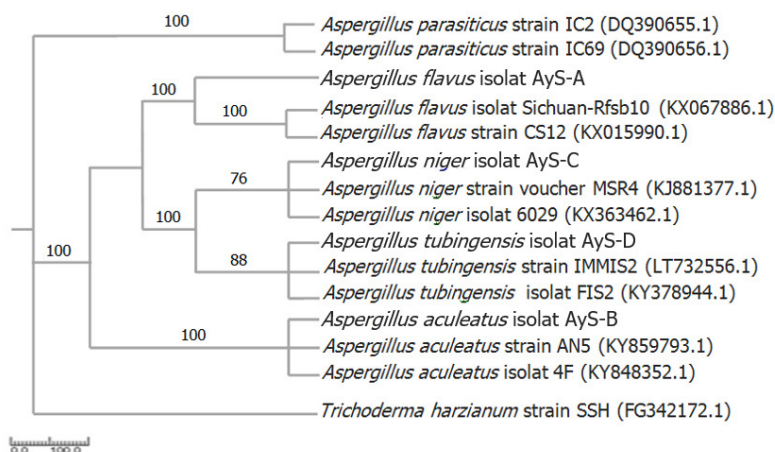 100
Aspergillus parasiticus strain IC2 (DQ390655.1)
Aspergillus parasiticus strain IC69 (DQ390656.1)
100
Aspergillus flavus isolat AyS-A
100
Aspergillus flavus isolat Sichuan-Rfsb10 (KX067886.1)
Aspergillus flavus strain CS12 (KX015990.1)
Aspergillus niger isolat AyS-C
76
Aspergillus niger strain voucher MSR4 (KJ881377.1)
100
Aspergillus niger isolat 6029 (KX363462.1)
Aspergillus tubingensis isolat AyS-D
100
88
Aspergillus tubingensis strain IMMIS2 (LT732556.1)
Aspergillus tubingensis isolat FIS2 (KY378944.1)
Aspergillus aculeatus isolat AyS-B
100
Aspergillus aculeatus strain AN5 (KY859793.1)
Aspergillus aculeatus isolat 4F (KY848352.1)
Trichoderma harzianum strain SSH (FG342172.1)
0.0 100.0